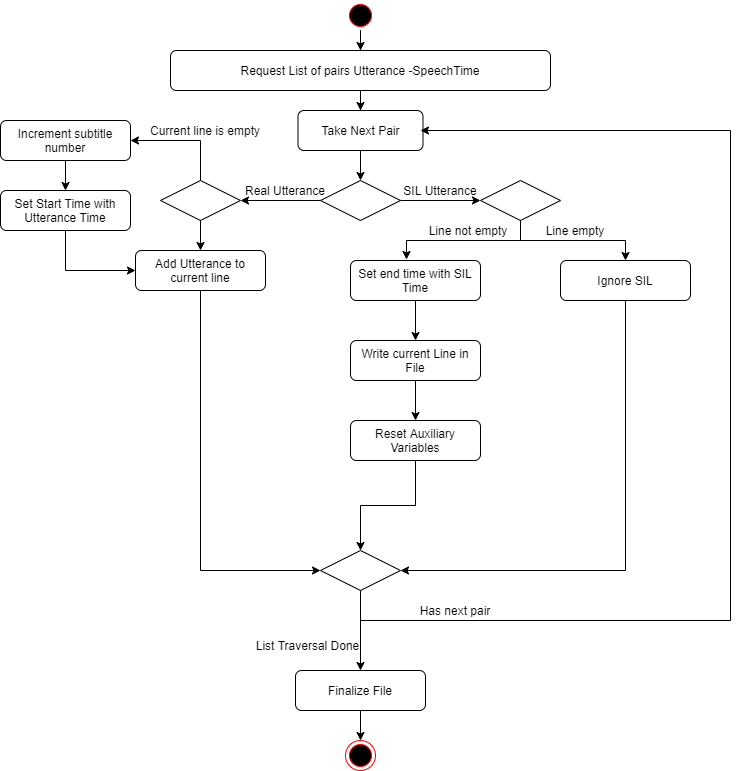 Request List of pairs Utterance -SpeechTime
Take Next Pair
Current line is empty
Increment subtitle
number
Real Utterance
SIL Utterance
Set Start Time with
Utterance Time
Line not empty
Line empty
Add Utterance to
current line
Set end time with SIL
Time
Ignore SIL
Write current Line in
File
Reset Auxiliary
Variables
Has next pair
List Traversal Done
Finalize File